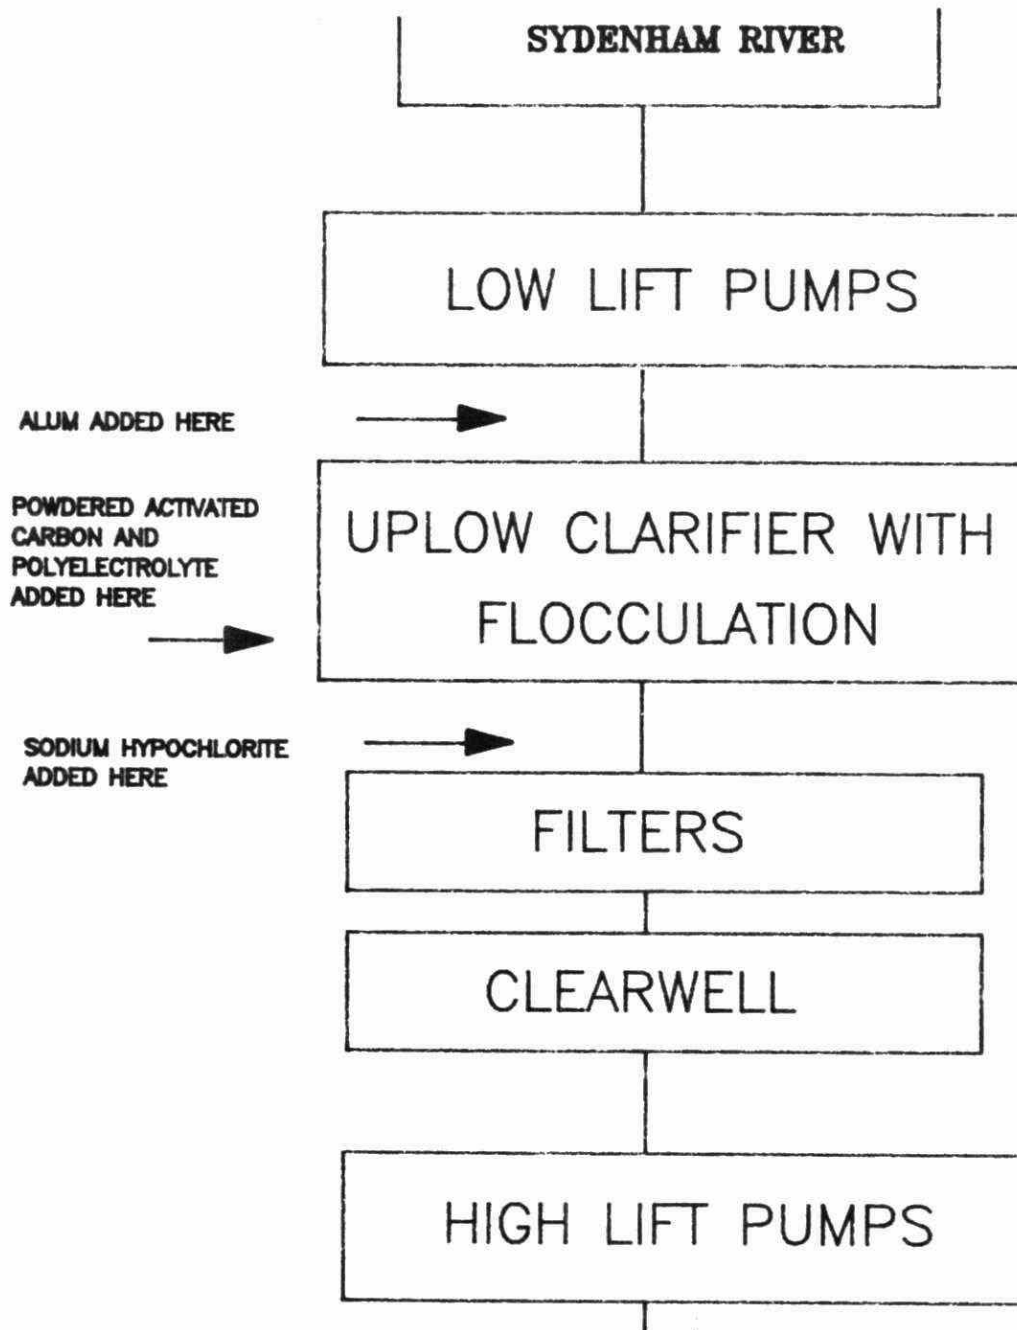 SYDENHAM RIVER
LOW LIFT PUMPS
ALUM ADDED HERE
POWDERED ACTIVATED
CARBON AND
POLYELECTROLYTE
ADDED HERE
UPLOW CLARIFIER WITH
FLOCCULATION
SODIUM HYPOCHLORITE
ADDED HERE
FILTERS
CLEARWELL
HIGH LIFT PUMPS